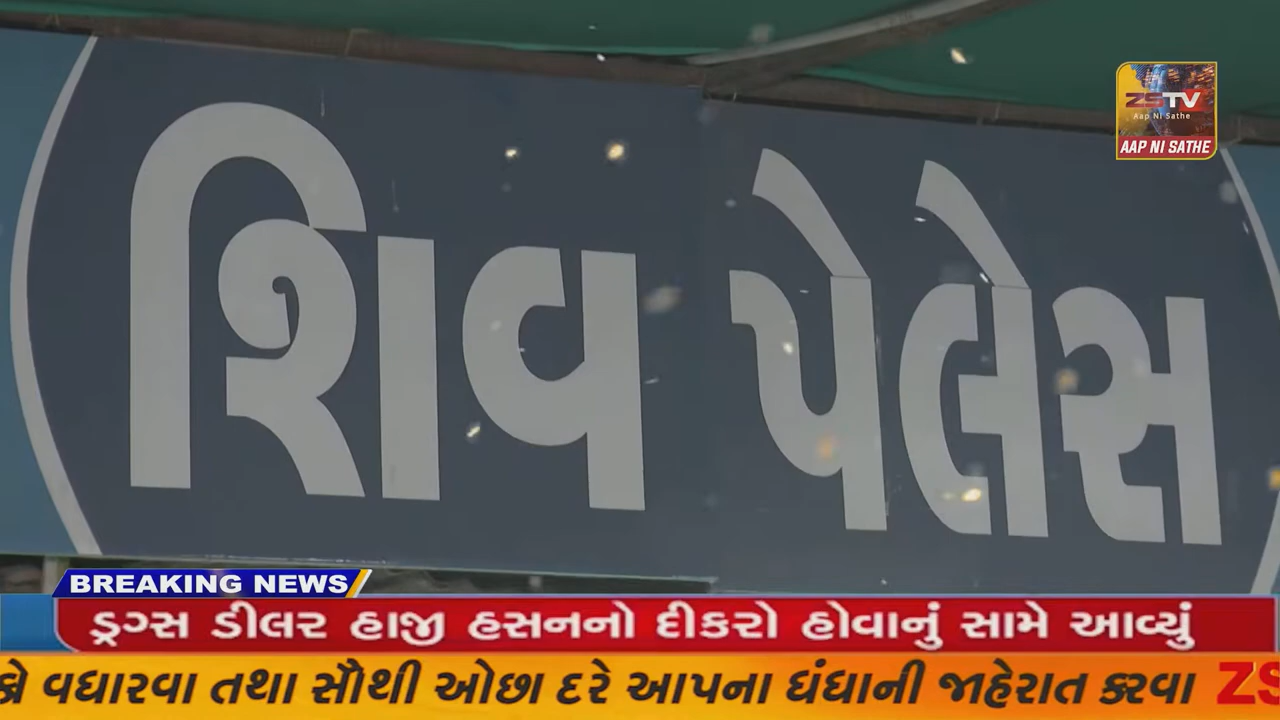 શિવ પેલેસ
ZSTV
Aap Ni Sathe
AAP NI SATHE
BREAKING NEWS
ડ્રગ્સ ડીલર હાજી હસનનો દીકરો હોવાનું સામે આવ્યું
વધારવા તથા સૌથી ઓછા દરે આપના ધંધાની જાહેરાત કરવા ZS